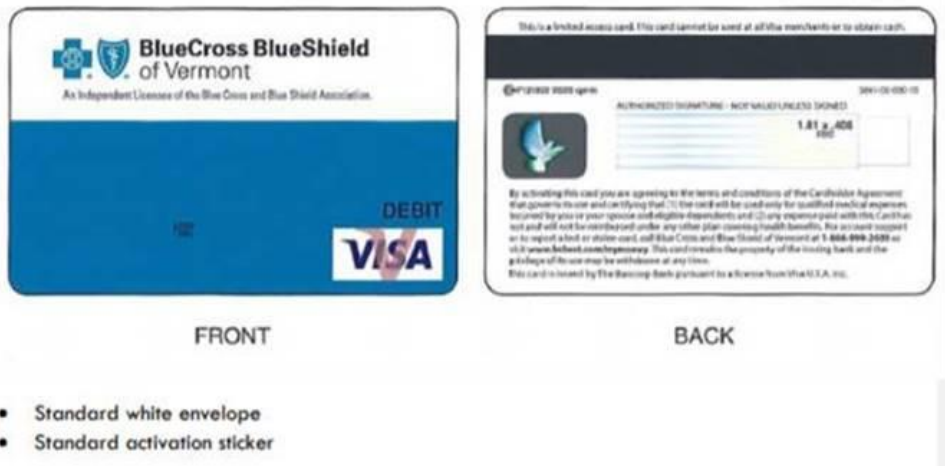 BlueCross BlueShield
of Vermont
An Independent Licensee of the Blue Cross and Blue Shield Association.
DEBIT
VISA
FRONT
This is a limited access card. This card cannot be used at all Visa merchants or to obtain cash.
AUTHORIZED SIGNATURE - NOT VALID UNLESS SIGNED
1.81 x .408
By activating this card you are agreeing to the terms and conditions of the Cardholder Agreement
that governs its use and certifying that (1) the card will be used only for qualified medical expenses
incurred by you or your spouse and eligible dependents and (2) any expense paid with this Card has
not and will not be reimbursed under any other plan covering health benefits. For account support
or to report a lost or stolen card, call Blue Cross and Blue Shield of Vermont at
visit This card remains the property of the issuing bank and the
privilege of its use may be withdrawn at any time.
This card is issued by The Bancorp Bank pursuant to a license from Visa U.S.A. Inc.
BACK
• Standard white envelope
• Standard activation sticker